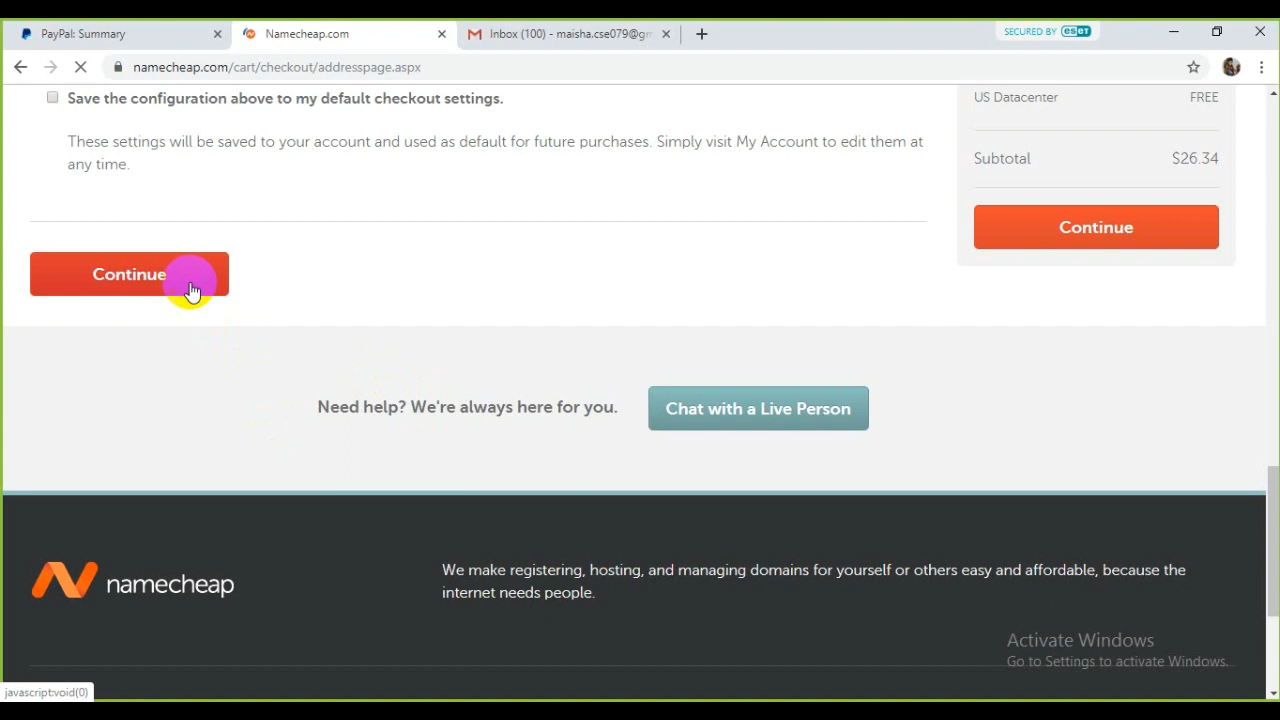 PayPal: Summary
Namecheap.com
Inbox (100) - maisha.cse079@gm
SECURED BY eset
namecheap.com/cart/checkout/addresspage.aspx
Save the configuration above to my default checkout settings.
These settings will be saved to your account and used as default for future purchases. Simply visit My Account to edit them at
any time.
Continue
US Datacenter FREE
Subtotal $26.34
Continue
Need help? We're always here for you.
Chat with a Live Person
namecheap
We make registering, hosting, and managing domains for yourself or others easy and affordable, because the
internet needs people.
Activate Windows
Go to Settings to activate Windows.
javascript:void(0)